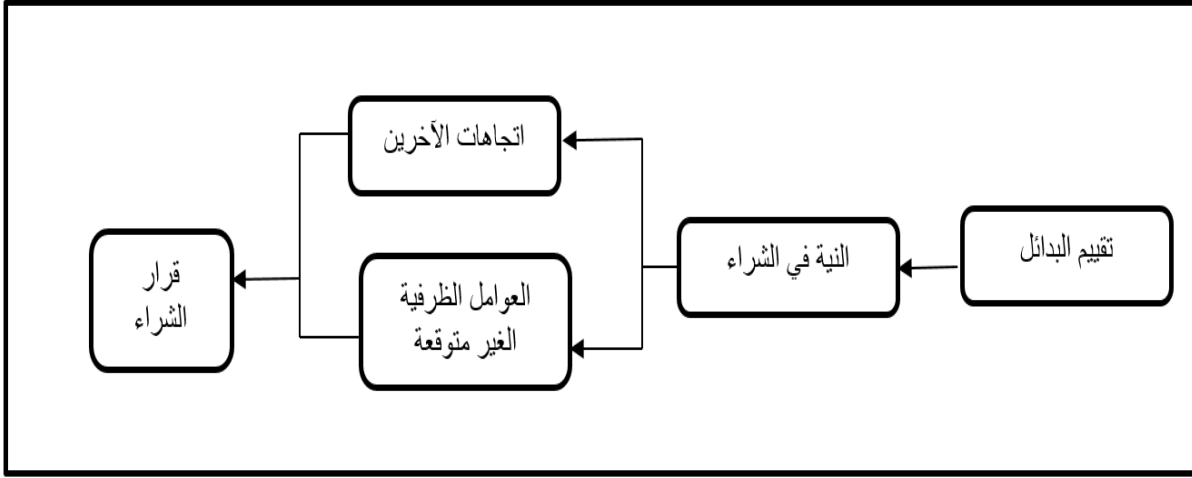 تقييم البدائل
النية في الشراء
اتجاهات الآخرين
العوامل الظرفية
الغير متوقعة
قرار
الشراء